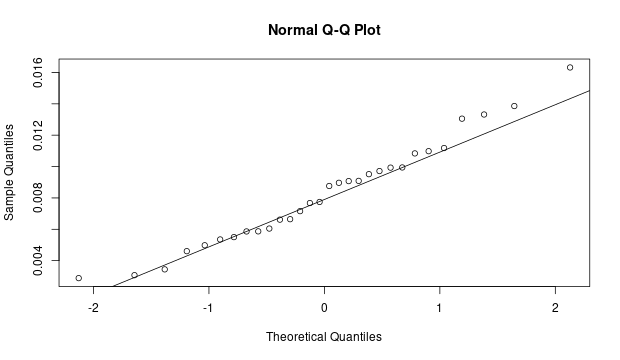 Normal Q-Q Plot
Sample Quantiles
0.016
0.012
0.008
0.004
-2 -1 0 1 2
Theoretical Quantiles